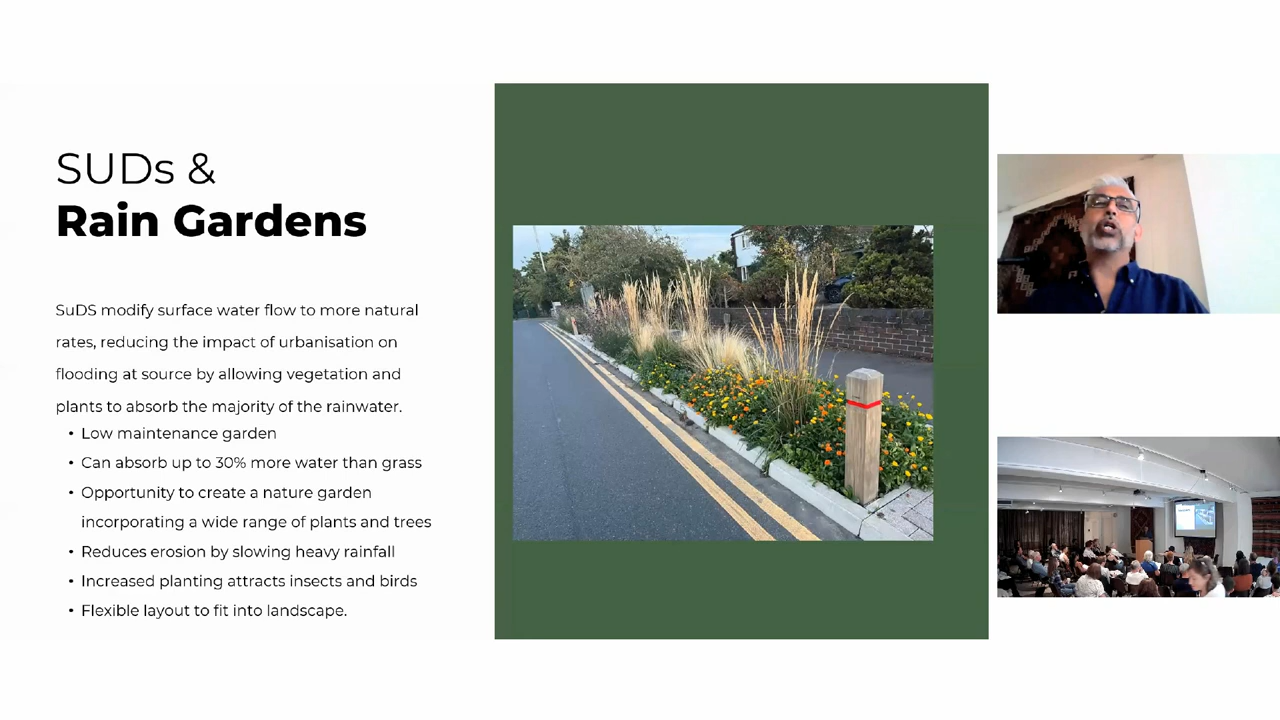 SUDs &
Rain Gardens
SuDS modify surface water flow to more natural
rates, reducing the impact of urbanisation on
flooding at source by allowing vegetation and
plants to absorb the majority of the rainwater.
• Low maintenance garden
• Can absorb up to 30% more water than grass
• Opportunity to create a nature garden
incorporating a wide range of plants and trees
• Reduces erosion by slowing heavy rainfall
• Increased planting attracts insects and birds
• Flexible layout to fit into landscape.